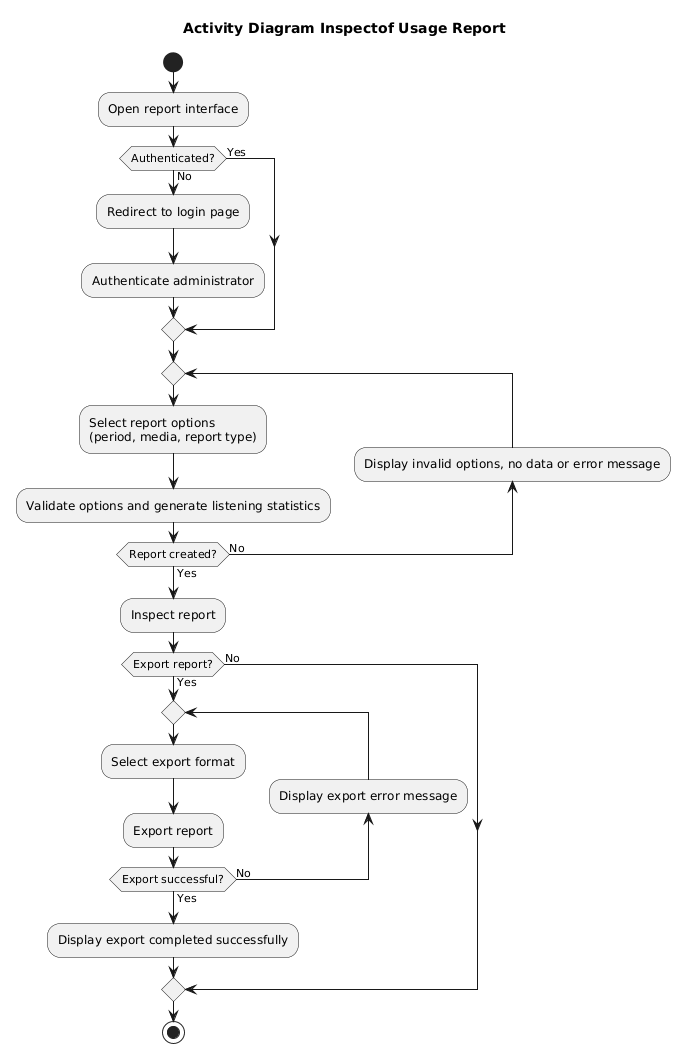 Activity Diagram Inspectof Usage Report
Open report interface
Authenticated?
Yes
No
Redirect to login page
Authenticate administrator
Select report options
(period, media, report type)
Display invalid options, no data or error message
Validate options and generate listening statistics
Report created?
No
Yes
Inspect report
Export report?
No
Yes
Select export format
Display export error message
Export report
Export successful?
No
Yes
Display export completed successfully